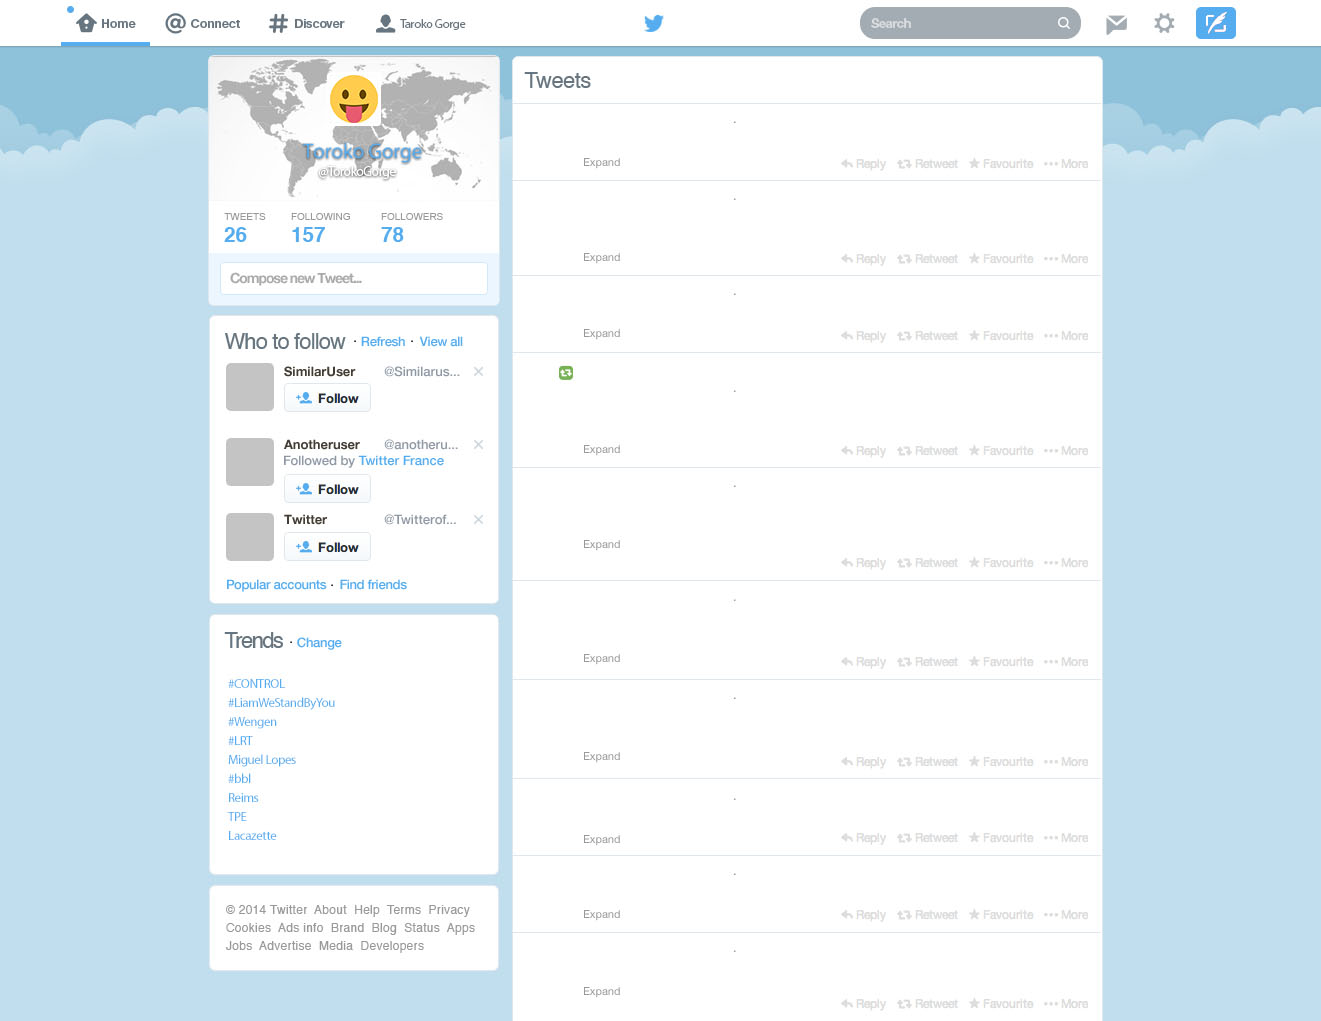 Home Connect Discover Taroko Gorge Search
Toroko Gorge
@TorokoGorge
TWEETS FOLLOWING FOLLOWERS
26 157 78
Compose new Tweet...
Who to follow · Refresh · View all
SimilarUser @Similarus... ×
Follow
Anotheruser @anotheru... ×
Followed by Twitter France
Follow
Twitter @Twitterof... ×
Follow
Popular accounts · Find friends
Trends · Change
#CONTROL
#LiamWeStandByYou
#Wengen
#LRT
Miguel Lopes
#bbl
Reims
TPE
Lacazette
© 2014 Twitter About Help Terms Privacy
Cookies Ads info Brand Blog Status Apps
Jobs Advertise Media Developers
Tweets
·
Expand Reply Retweet Favourite More
·
Expand Reply Retweet Favourite More
·
Expand Reply Retweet Favourite More
·
Expand Reply Retweet Favourite More
·
Expand
Reply Retweet Favourite More
·
Expand Reply Retweet Favourite More
·
Expand Reply Retweet Favourite More
·
Expand Reply Retweet Favourite More
·
Expand Reply Retweet Favourite More
·
Expand
Reply Retweet Favourite More